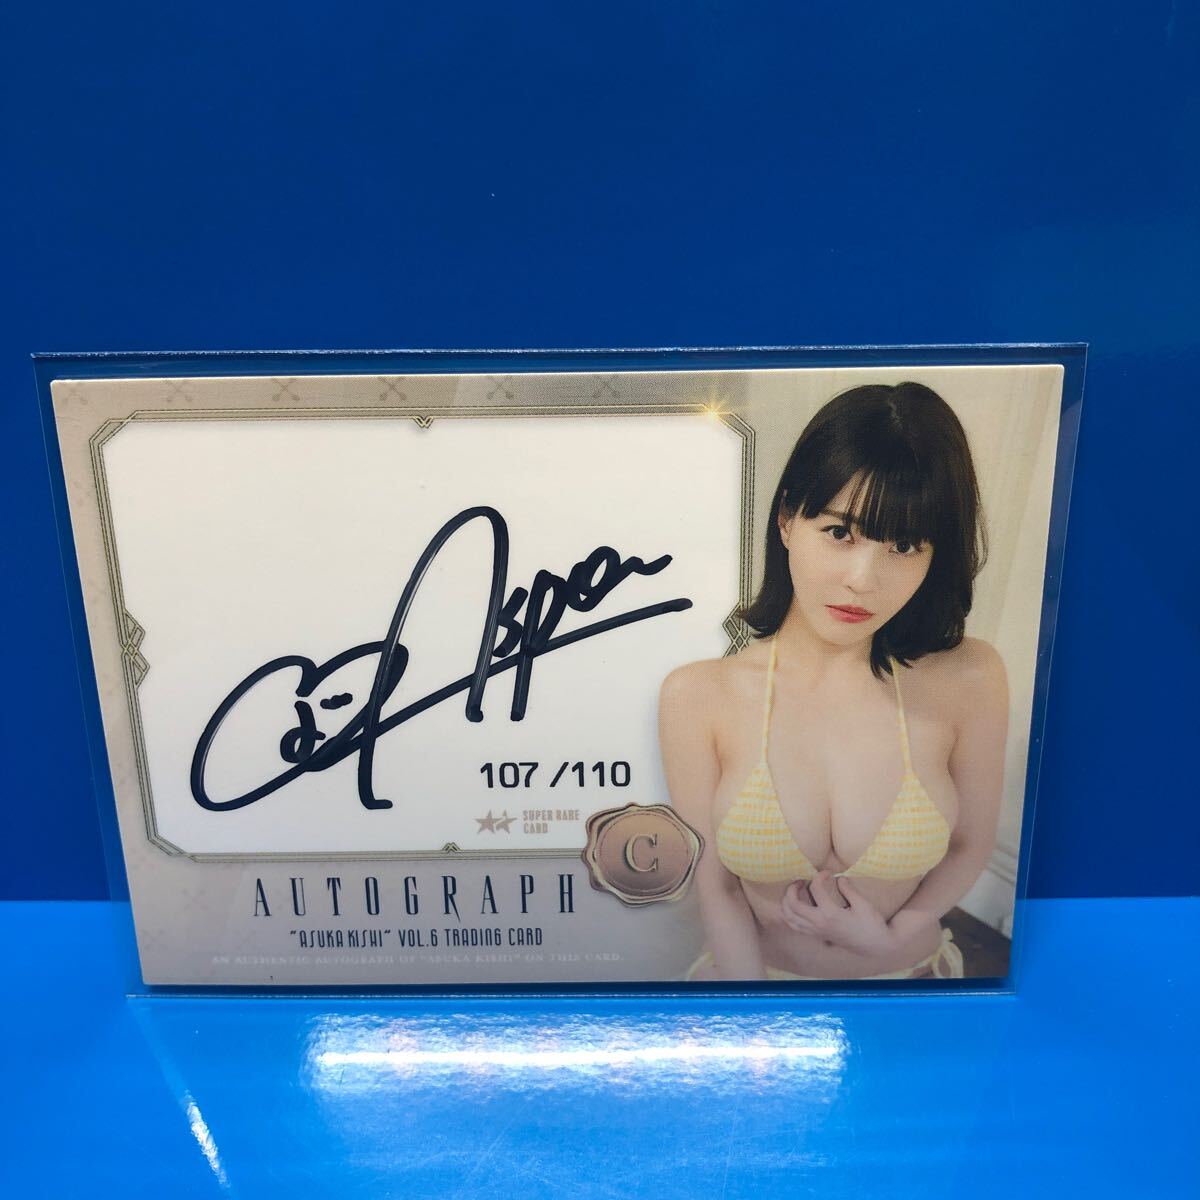 107 /110
SUPER RARE
CARD
C
AUTOGRAPH
"ASUKA KISHI" VOL.6 TRADING CARD
AN AUTHENTIC AUTOGRAPH OF "ASUKA KISHI" ON THIS CARD.